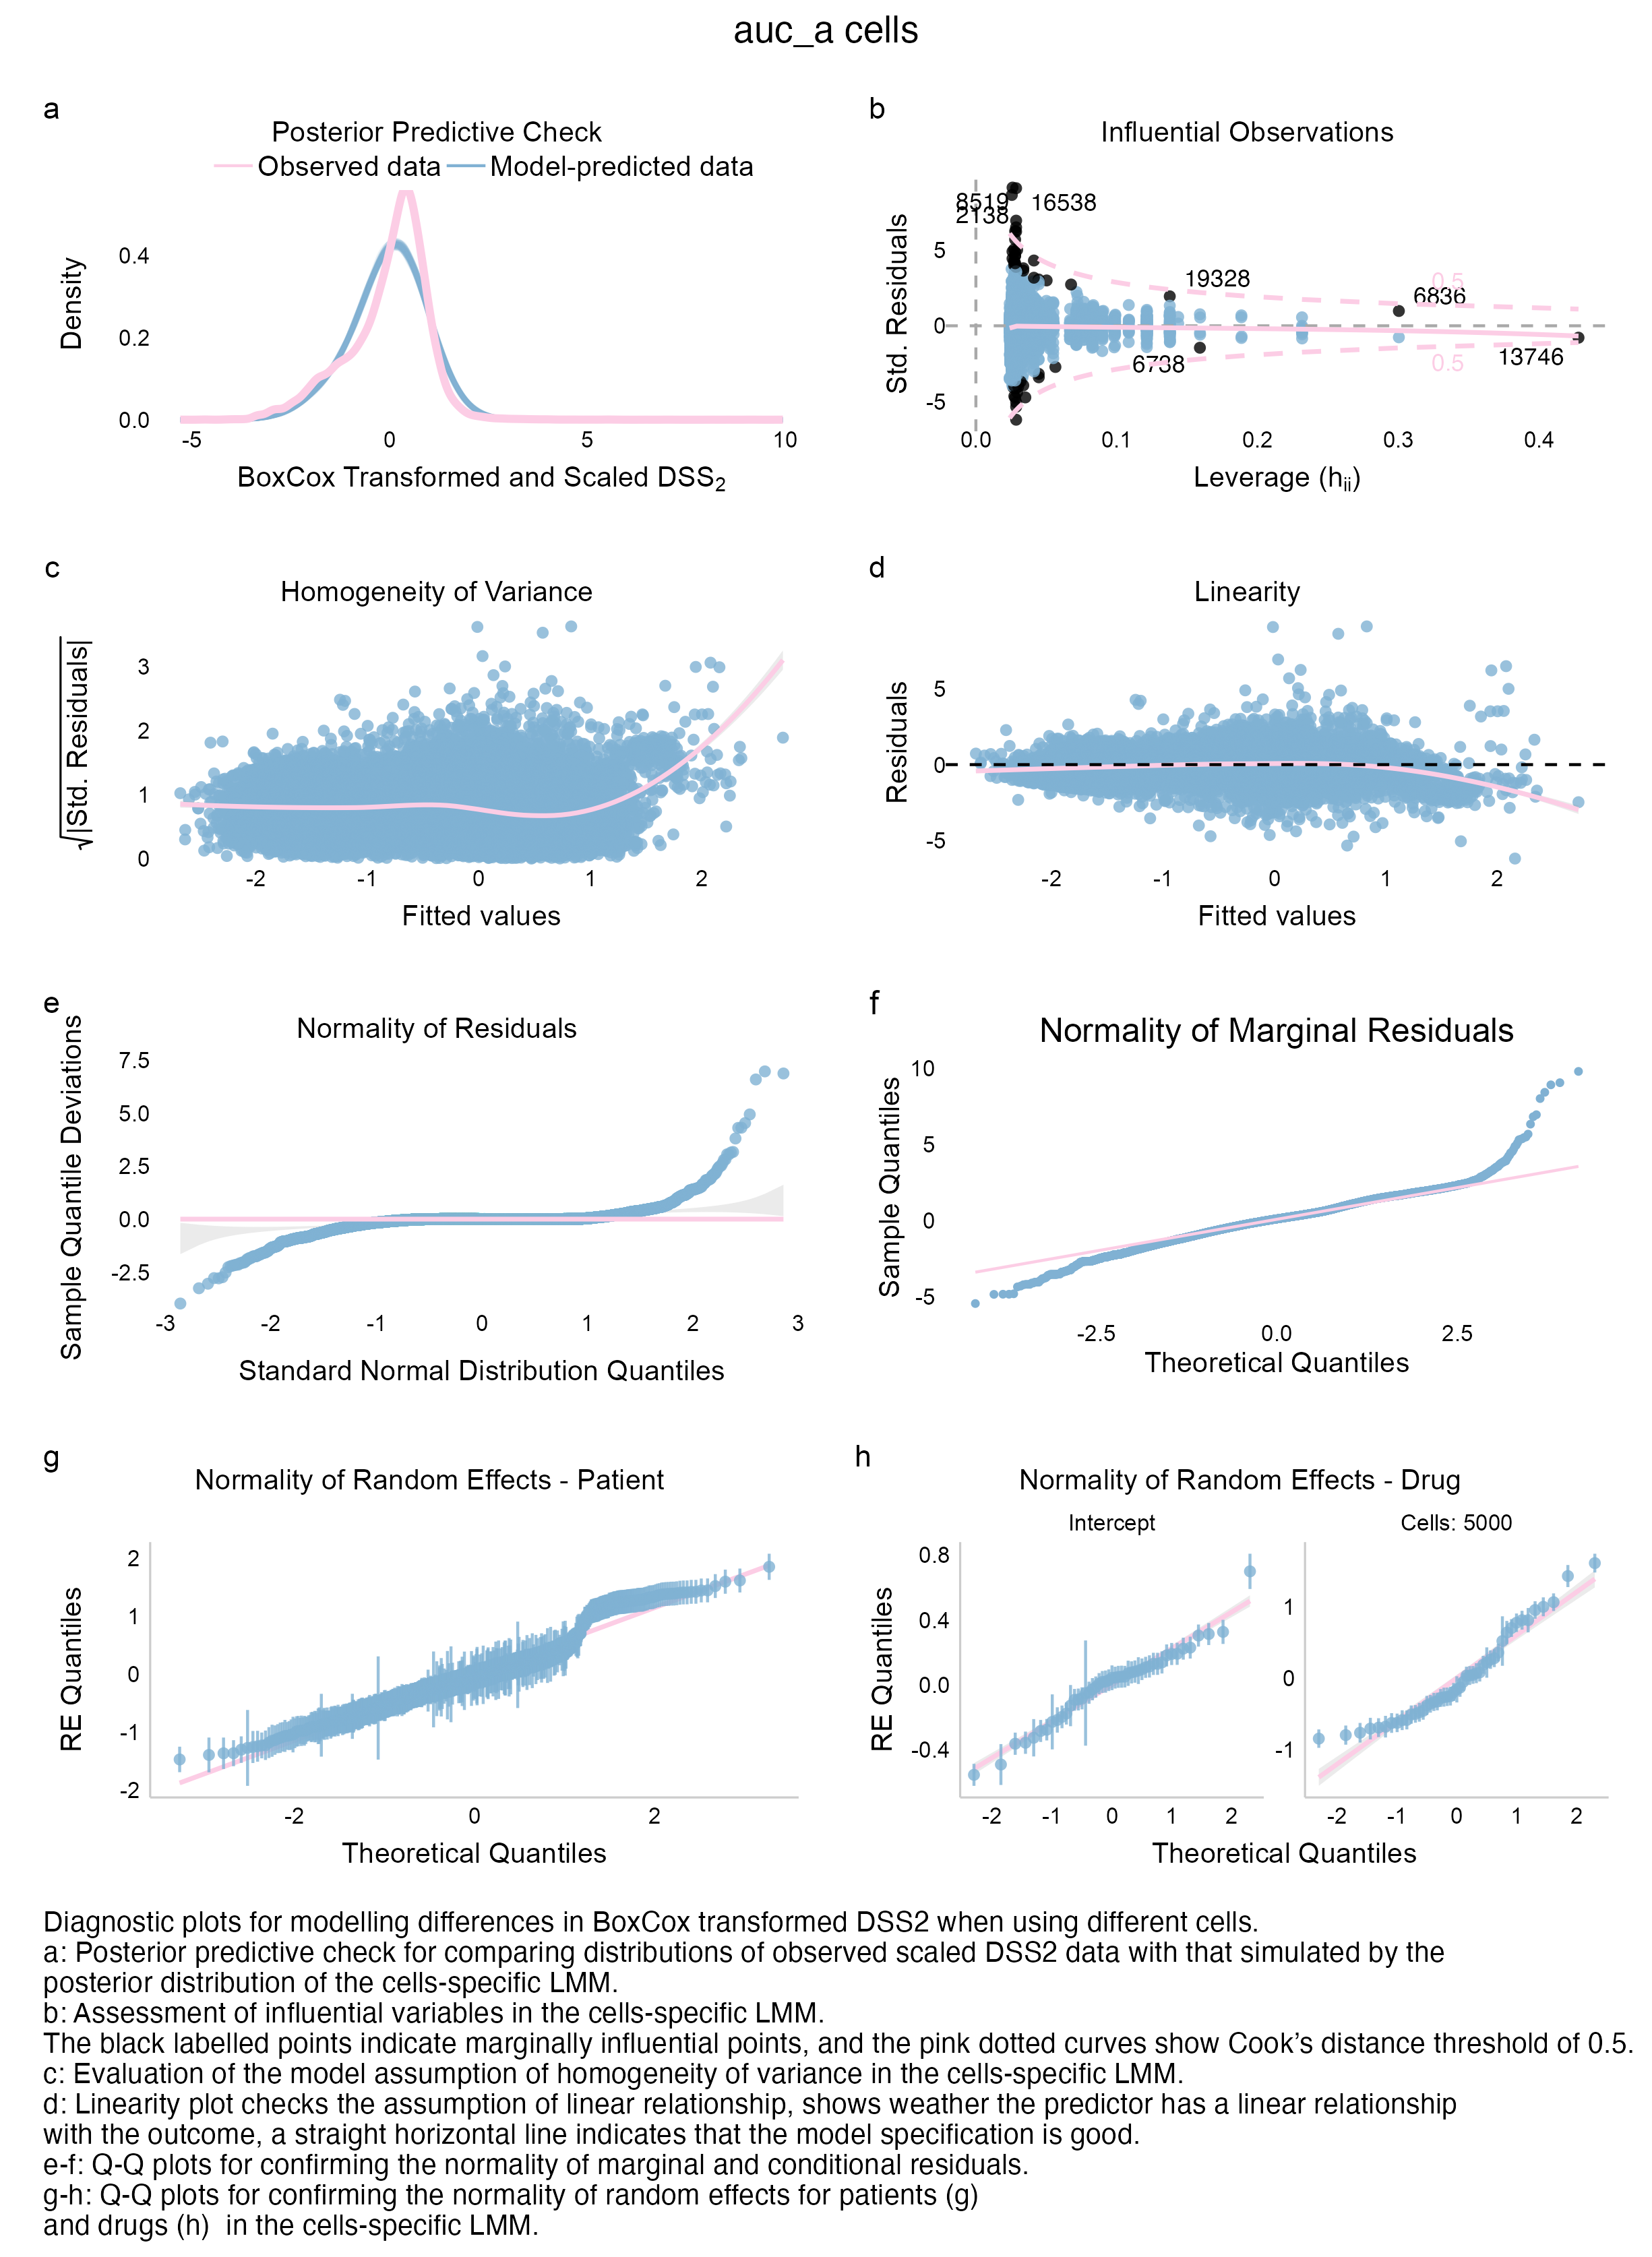 auc_a cells
a
Posterior Predictive Check
Observed data Model-predicted data
Density
0.4
0.2
0.0
-5 0 5 10
BoxCox Transformed and Scaled DSS2
b
Influential Observations
Std. Residuals
5
0
-5
8519
2138
16538
19328
0.5
6836
6738
0.5
13746
0.0 0.1 0.2 0.3 0.4
Leverage (hii)
c
Homogeneity of Variance
√|Std. Residuals|
3
2
1
0
-2 -1 0 1 2
Fitted values
d
Linearity
Residuals
5
0
-5
-2 -1 0 1 2
Fitted values
e
Normality of Residuals
Sample Quantile Deviations
7.5
5.0
2.5
0.0
-2.5
-3 -2 -1 0 1 2 3
Standard Normal Distribution Quantiles
f
Normality of Marginal Residuals
Sample Quantiles
10
5
0
-5
-2.5 0.0 2.5
Theoretical Quantiles
g
Normality of Random Effects - Patient
RE Quantiles
2
1
0
-1
-2
-2 0 2
Theoretical Quantiles
h
Normality of Random Effects - Drug
Intercept Cells: 5000
RE Quantiles
0.8
0.4
0.0
-0.4
-2 -1 0 1 2
1
0
-1
-2 -1 0 1 2
Theoretical Quantiles
Diagnostic plots for modelling differences in BoxCox transformed DSS2 when using different cells.
a: Posterior predictive check for comparing distributions of observed scaled DSS2 data with that simulated by the
posterior distribution of the cells-specific LMM.
b: Assessment of influential variables in the cells-specific LMM.
The black labelled points indicate marginally influential points, and the pink dotted curves show Cook's distance threshold of 0.5.
c: Evaluation of the model assumption of homogeneity of variance in the cells-specific LMM.
d: Linearity plot checks the assumption of linear relationship, shows weather the predictor has a linear relationship
with the outcome, a straight horizontal line indicates that the model specification is good.
e-f: Q-Q plots for confirming the normality of marginal and conditional residuals.
g-h: Q-Q plots for confirming the normality of random effects for patients (g)
and drugs (h)  in the cells-specific LMM.